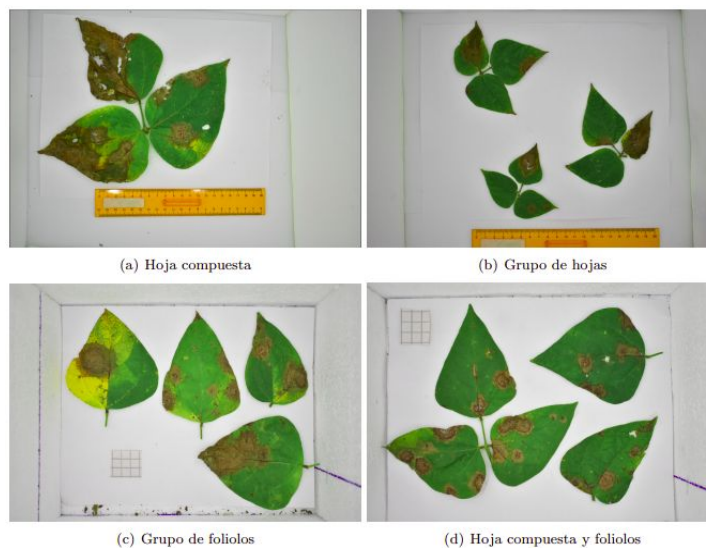 (a) Hoja compuesta
(b) Grupo de hojas
(c) Grupo de foliolos
(d) Hoja compuesta y foliolos